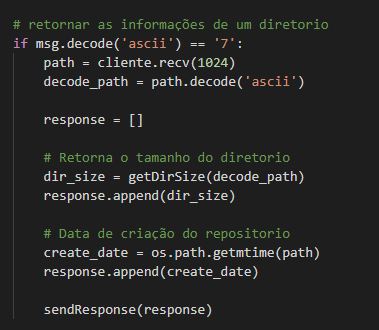 # retornar as informações de um diretorio
if msg.decode('ascii') == '7':
    path = cliente.recv(1024)
    decode_path = path.decode('ascii')

    response = []

    # Retorna o tamanho do diretorio
    dir_size = getDirSize(decode_path)
    response.append(dir_size)

    # Data de criação do repositorio
    create_date = os.path.getmtime(path)
    response.append(create_date)

    sendResponse(response)